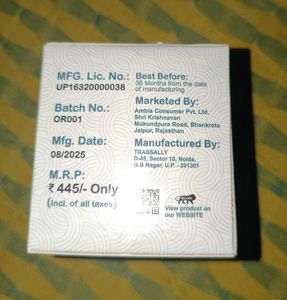 MFG. Lic. No.:
UP16320000038
Batch No.:
OR001
Mfg. Date:
08/2025
M.R.P:
₹ 445/- Only
(Incl. of all taxes)
Best Before:
36 Months from the date
of manufacturing
Marketed By:
Ambis Consumer Pvt. Ltd.
Shri Krishnavan
Mukundpura Road, Bhankrota
Jaipur, Rajasthan
Manufactured By:
TRASSALLY
D-45, Sector 10, Noida.
G.B Nagar, U.P. - 201301
View product on
our WEBSITE